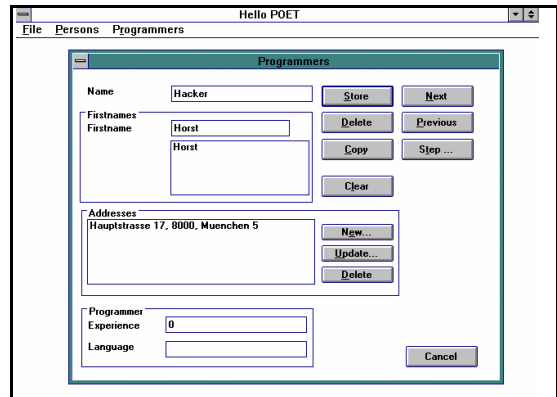 Hello POET
File Persons Programmers
Programmers
Name Hacker Store Next
Firstnames
Firstname Horst Delete Previous
Horst
Copy Step ...
Clear
Addresses
Hauptstrasse 17, 8000, Muenchen 5
New...
Update...
Delete
Programmer
Experience 0
Language
Cancel